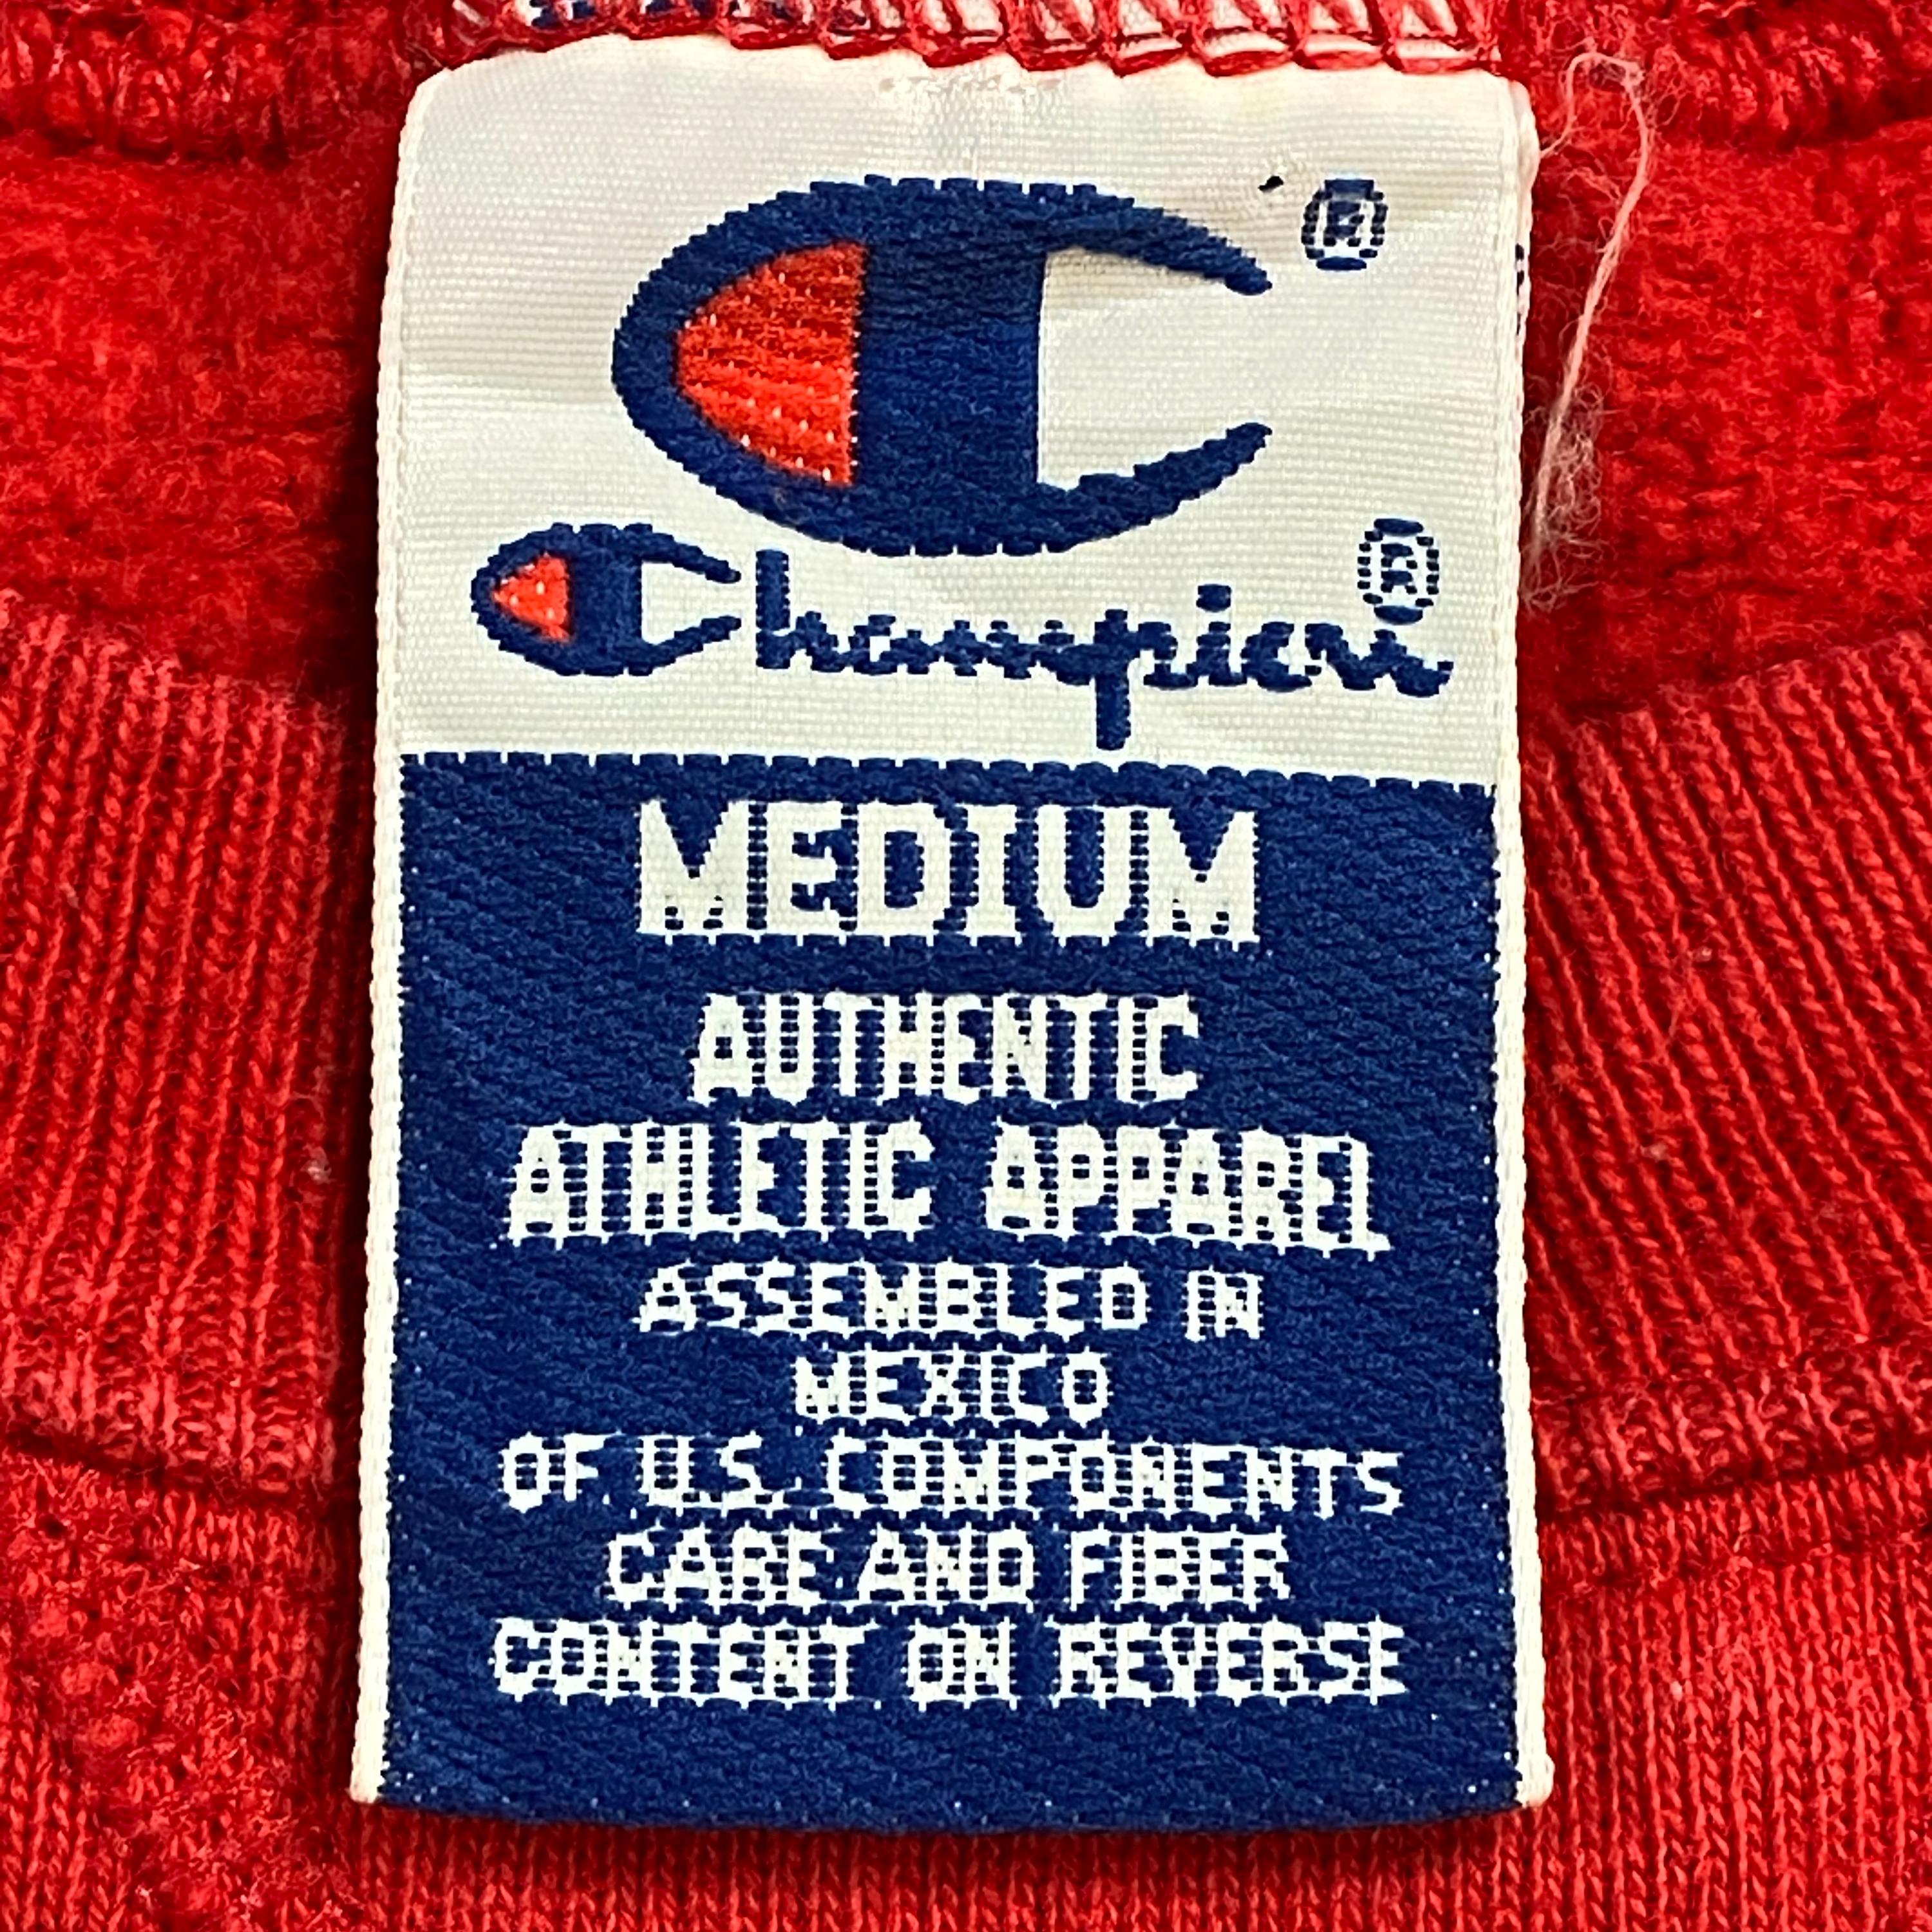 ®
Champion®
MEDIUM
AUTHENTIC
ATHLETIC APPAREL
ASSEMBLED IN
MEXICO
OF U.S. COMPONENTS
CARE AND FIBER
CONTENT ON REVERSE